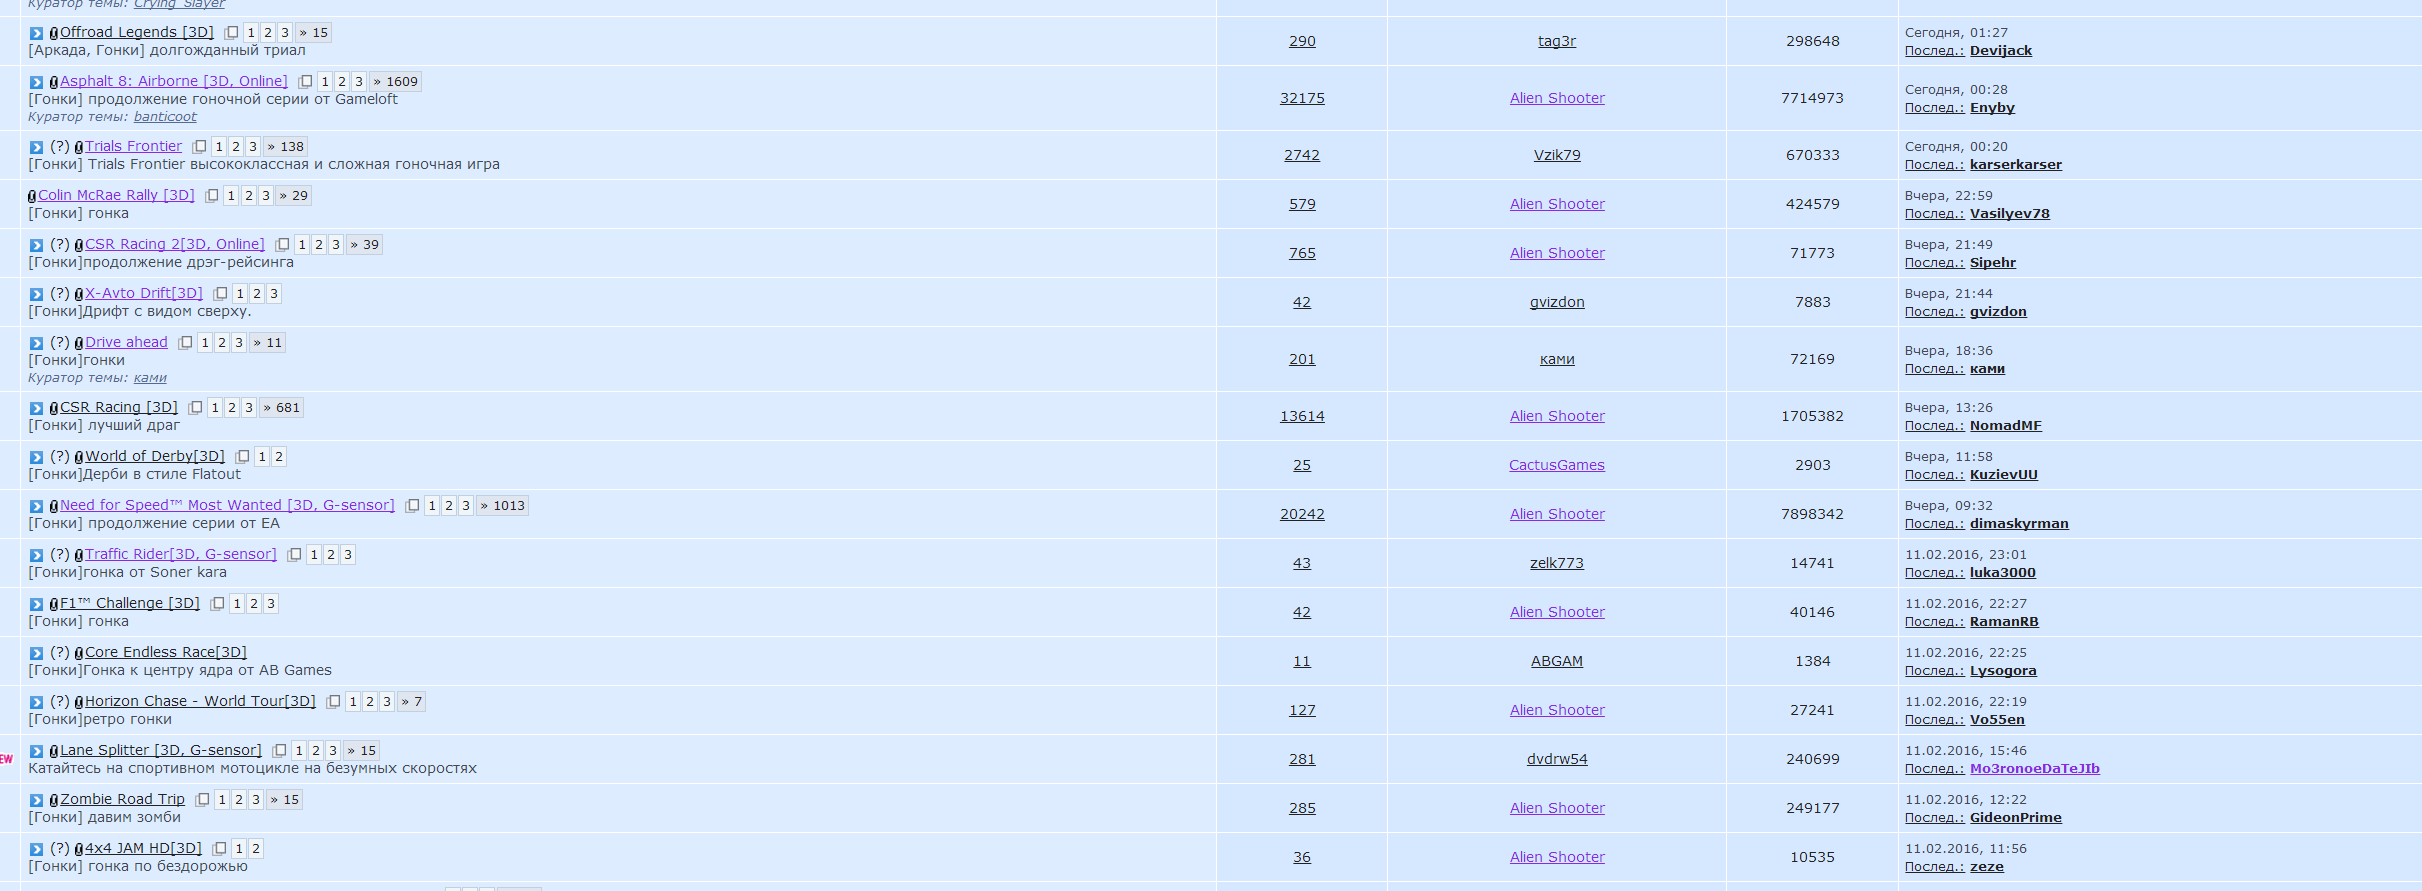 Куратор темы: Crying_Slayer
Offroad Legends [3D] 1 2 3 » 15
[Аркада, Гонки] долгожданный триал
290
tag3r
298648
Сегодня, 01:27
Послед.: Devijack
Asphalt 8: Airborne [3D, Online] 1 2 3 » 1609
[Гонки] продолжение гоночной серии от Gameloft
Куратор темы: banticoot
32175
Alien Shooter
7714973
Сегодня, 00:28
Послед.: Enyby
(?) Trials Frontier 1 2 3 » 138
[Гонки] Trials Frontier высококлассная и сложная гоночная игра
2742
Vzik79
670333
Сегодня, 00:20
Послед.: karserkarser
Colin McRae Rally [3D] 1 2 3 » 29
[Гонки] гонка
579
Alien Shooter
424579
Вчера, 22:59
Послед.: Vasilyev78
(?) CSR Racing 2[3D, Online] 1 2 3 » 39
[Гонки]продолжение дрэг-рейсинга
765
Alien Shooter
71773
Вчера, 21:49
Послед.: Sipehr
(?) X-Avto Drift[3D] 1 2 3
[Гонки]Дрифт с видом сверху.
42
gvizdon
7883
Вчера, 21:44
Послед.: gvizdon
(?) Drive ahead 1 2 3 » 11
[Гонки]гонки
Куратор темы: ками
201
ками
72169
Вчера, 18:36
Послед.: ками
CSR Racing [3D] 1 2 3 » 681
[Гонки] лучший драг
13614
Alien Shooter
1705382
Вчера, 13:26
Послед.: NomadMF
(?) World of Derby[3D] 1 2
[Гонки]Дерби в стиле Flatout
25
CactusGames
2903
Вчера, 11:58
Послед.: KuzievUU
Need for Speed™ Most Wanted [3D, G-sensor] 1 2 3 » 1013
[Гонки] продолжение серии от EA
20242
Alien Shooter
7898342
Вчера, 09:32
Послед.: dimaskyrman
(?) Traffic Rider[3D, G-sensor] 1 2 3
[Гонки]гонка от Soner kara
43
zelk773
14741
11.02.2016, 23:01
Послед.: luka3000
F1™ Challenge [3D] 1 2 3
[Гонки] гонка
42
Alien Shooter
40146
11.02.2016, 22:27
Послед.: RamanRB
(?) Core Endless Race[3D]
[Гонки]Гонка к центру ядра от AB Games
11
ABGAM
1384
11.02.2016, 22:25
Послед.: Lysogora
(?) Horizon Chase - World Tour[3D] 1 2 3 » 7
[Гонки]ретро гонки
127
Alien Shooter
27241
11.02.2016, 22:19
Послед.: Vo55en
Lane Splitter [3D, G-sensor] 1 2 3 » 15
Катайтесь на спортивном мотоцикле на безумных скоростях
281
dvdrw54
240699
11.02.2016, 15:46
Послед.: Mo3ronoeDaTeJIb
Zombie Road Trip 1 2 3 » 15
[Гонки] давим зомби
285
Alien Shooter
249177
11.02.2016, 12:22
Послед.: GideonPrime
(?) 4x4 JAM HD[3D] 1 2
[Гонки] гонка по бездорожью
36
Alien Shooter
10535
11.02.2016, 11:56
Послед.: zeze